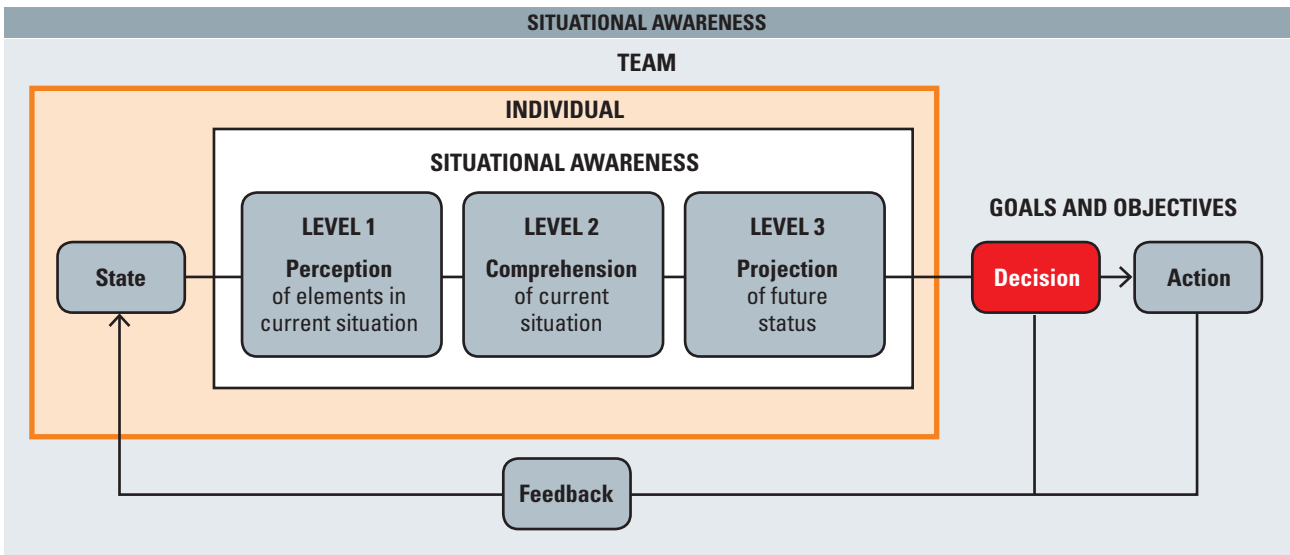 SITUATIONAL AWARENESS
TEAM
INDIVIDUAL
SITUATIONAL AWARENESS
State
LEVEL 1
Perception
of elements in
current situation
LEVEL 2
Comprehension
of current
situation
LEVEL 3
Projection
of future
status
GOALS AND OBJECTIVES
Decision
Action
Feedback